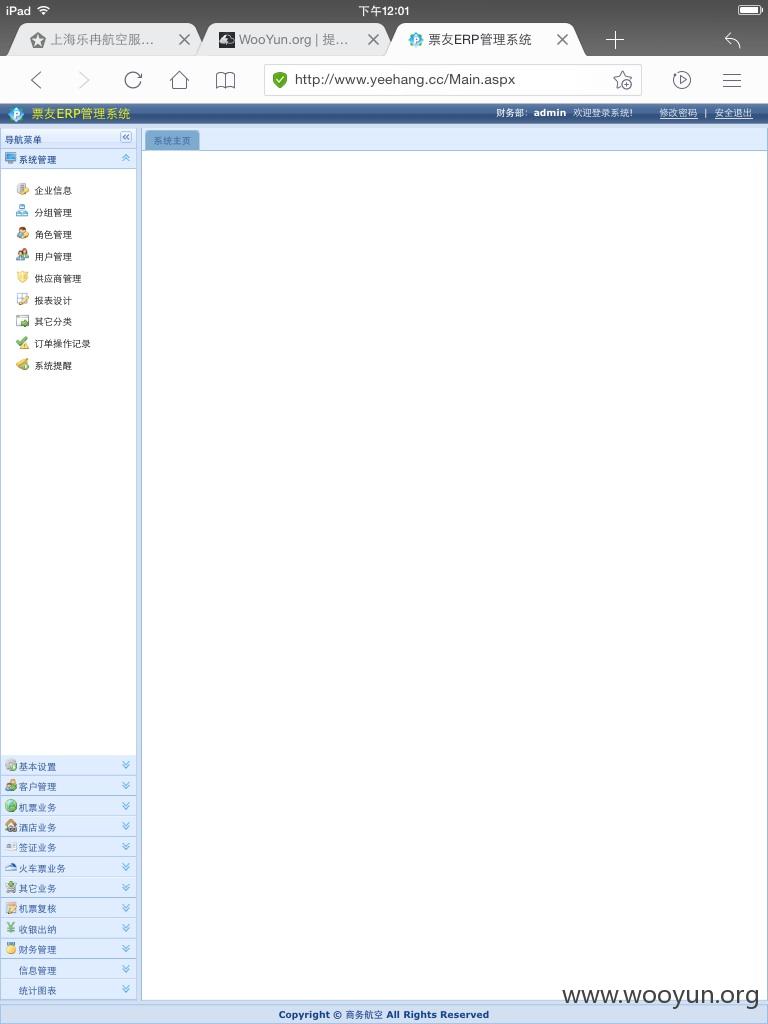 iPad 下午12:01
上海乐冉航空服... WooYun.org | 提... 票友ERP管理系统
http://www.yeehang.cc/Main.aspx
票友ERP管理系统 财务部: admin 欢迎登录系统! 修改密码 | 安全退出
导航菜单
系统主页
系统管理
企业信息
分组管理
角色管理
用户管理
供应商管理
报表设计
其它分类
订单操作记录
系统提醒
基本设置
客户管理
机票业务
酒店业务
签证业务
火车票业务
其它业务
机票复核
收银出纳
财务管理
信息管理
统计图表
www.wooyun.org
Copyright © 商务航空 All Rights Reserved